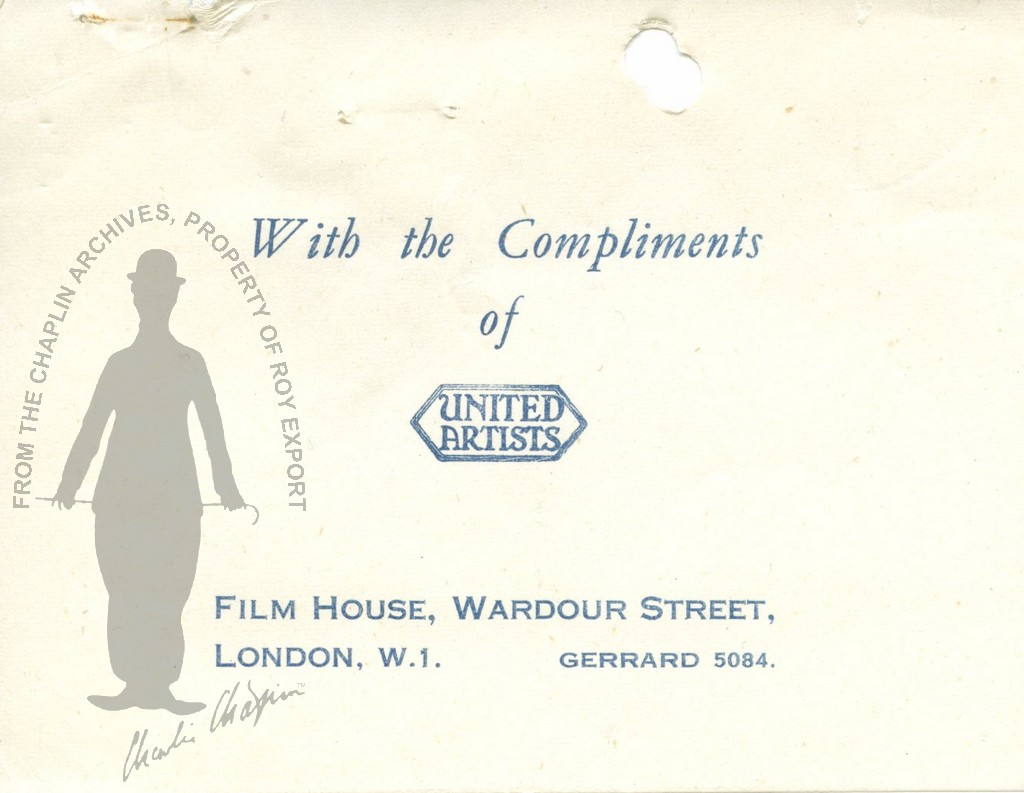 With the Compliments
of
UNITED
ARTISTS
FILM HOUSE, WARDOUR STREET,
LONDON, W.1. GERRARD 5084.
FROM THE CHAPLIN ARCHIVES, PROPERTY OF ROY EXPORT
Charlie Chaplin